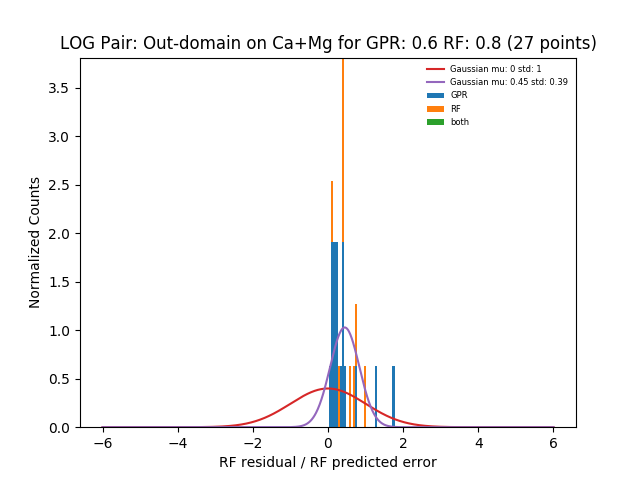 LOG Pair: Out-domain on Ca+Mg for GPR: 0.6 RF: 0.8 (27 points)
Gaussian mu: 0 std: 1
Gaussian mu: 0.45 std: 0.39
GPR
RF
both
3.5
3.0
2.5
2.0
1.5
1.0
0.5
0.0
Normalized Counts
−6 −4 −2 0 2 4 6
RF residual / RF predicted error